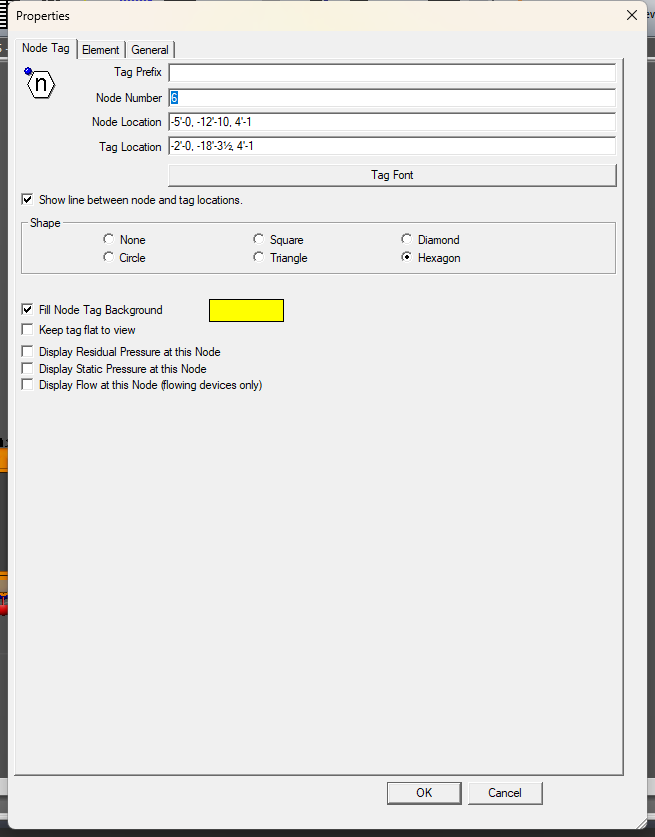 Properties
Node Tag Element General
n
Tag Prefix
Node Number 6
Node Location -5'-0, -12'-10, 4'-1
Tag Location -2'-0, -18'-3½, 4'-1
Tag Font
Show line between node and tag locations.
Shape
None Square Diamond
Circle Triangle Hexagon
Fill Node Tag Background
Keep tag flat to view
Display Residual Pressure at this Node
Display Static Pressure at this Node
Display Flow at this Node (flowing devices only)
OK Cancel